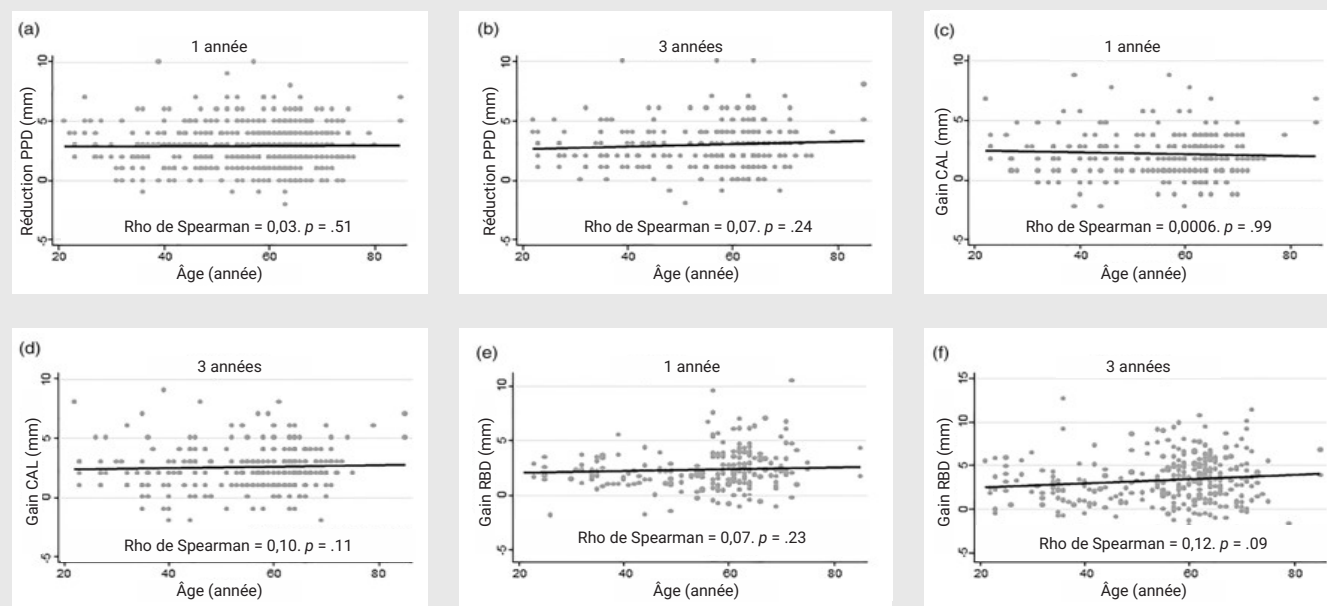 (a)
1 année
10
5
0
-5
Réduction PPD (mm)
Rho de Spearman = 0,03. p = .51
20 40 60 80
Âge (année)
(b)
3 années
10
5
0
-5
Réduction PPD (mm)
Rho de Spearman = 0,07. p = .24
20 40 60 80
Âge (année)
(c)
1 année
10
5
0
-5
Gain CAL (mm)
Rho de Spearman = 0,0006. p = .99
20 40 60 80
Âge (année)
(d)
3 années
10
5
0
-5
Gain CAL (mm)
Rho de Spearman = 0,10. p = .11
20 40 60 80
Âge (année)
(e)
1 année
10
5
0
-5
Gain RBD (mm)
Rho de Spearman = 0,07. p = .23
20 40 60 80
Âge (année)
(f)
3 années
15
10
5
0
-5
Gain RBD (mm)
Rho de Spearman = 0,12. p = .09
20 40 60 80
Âge (année)